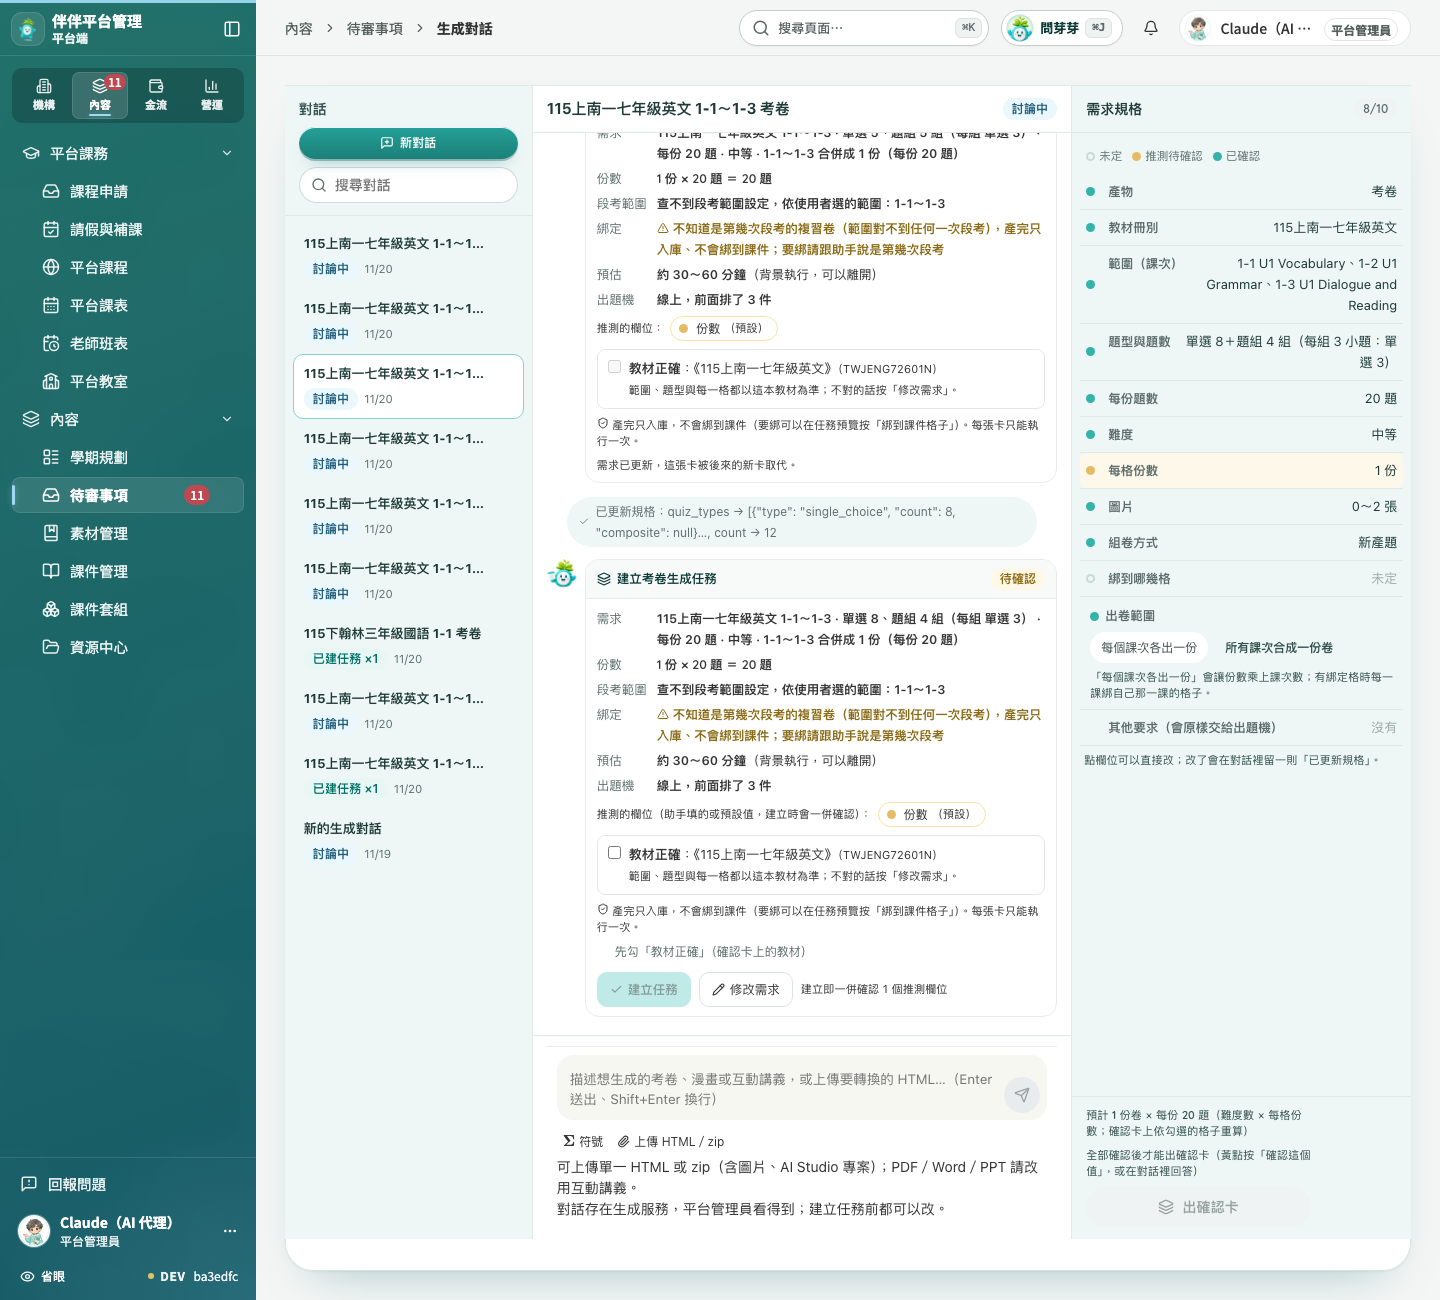 伴伴平台管理
平台端
機構
內容
11
金流
營運
平台課務
課程申請
請假與補課
平台課程
平台課表
老師班表
平台教室
內容
學期規劃
待審事項
11
素材管理
課件管理
課件套組
資源中心
回報問題
Claude（AI 代理）
平台管理員
省眼
DEV ba3edfc
內容 > 待審事項 > 生成對話
搜尋頁面…
⌘K
問芽芽
⌘J
Claude（AI …
平台管理員
對話
新對話
搜尋對話
115上南一七年級英文 1-1～1...
討論中 11/20
115上南一七年級英文 1-1～1...
討論中 11/20
115上南一七年級英文 1-1～1...
討論中 11/20
115上南一七年級英文 1-1～1...
討論中 11/20
115上南一七年級英文 1-1～1...
討論中 11/20
115上南一七年級英文 1-1～1...
討論中 11/20
115下翰林三年級國語 1-1 考卷
已建任務 ×1 11/20
115上南一七年級英文 1-1～1...
討論中 11/20
115上南一七年級英文 1-1～1...
已建任務 ×1 11/20
新的生成對話
討論中 11/19
115上南一七年級英文 1-1～1-3 考卷
討論中
需求 115上南一七年級英文 1-1～1-3 · 單選 5、題組 5 組（每組 單選 3） ·
每份 20 題 · 中等 · 1-1～1-3 合併成 1 份（每份 20 題）
份數 1 份 × 20 題 ＝ 20 題
段考範圍 查不到段考範圍設定，依使用者選的範圍：1-1～1-3
綁定 不知道是第幾次段考的複習卷（範圍對不到任何一次段考），產完只
入庫、不會綁到課件；要綁請跟助手說是第幾次段考
預估 約 30～60 分鐘（背景執行，可以離開）
出題機 線上，前面排了 3 件
推測的欄位： 份數 （預設）
教材正確：《115上南一七年級英文》（TWJENG72601N）
範圍、題型與每一格都以這本教材為準；不對的話按「修改需求」。
產完只入庫，不會綁到課件（要綁可以在任務預覽按「綁到課件格子」）。每張卡只能執
行一次。
需求已更新，這張卡被後來的新卡取代。
已更新規格：quiz_types → [{"type": "single_choice", "count": 8,
"composite": null}..., count → 12
建立考卷生成任務
待確認
需求 115上南一七年級英文 1-1～1-3 · 單選 8、題組 4 組（每組 單選 3） ·
每份 20 題 · 中等 · 1-1～1-3 合併成 1 份（每份 20 題）
份數 1 份 × 20 題 ＝ 20 題
段考範圍 查不到段考範圍設定，依使用者選的範圍：1-1～1-3
綁定 不知道是第幾次段考的複習卷（範圍對不到任何一次段考），產完只
入庫、不會綁到課件；要綁請跟助手說是第幾次段考
預估 約 30～60 分鐘（背景執行，可以離開）
出題機 線上，前面排了 3 件
推測的欄位（助手填的或預設值，建立時會一併確認）： 份數 （預設）
教材正確：《115上南一七年級英文》（TWJENG72601N）
範圍、題型與每一格都以這本教材為準；不對的話按「修改需求」。
產完只入庫，不會綁到課件（要綁可以在任務預覽按「綁到課件格子」）。每張卡只能執
行一次。
先勾「教材正確」（確認卡上的教材）
建立任務
修改需求
建立即一併確認 1 個推測欄位
描述想生成的考卷、漫畫或互動講義，或上傳要轉換的 HTML...（Enter
送出、Shift+Enter 換行）
符號
上傳 HTML / zip
可上傳單一 HTML 或 zip（含圖片、AI Studio 專案）；PDF / Word / PPT 請改
用互動講義。
對話存在生成服務，平台管理員看得到；建立任務前都可以改。
需求規格
8/10
未定 推測待確認 已確認
產物 考卷
教材冊別 115上南一七年級英文
範圍（課次） 1-1 U1 Vocabulary、1-2 U1
Grammar、1-3 U1 Dialogue and
Reading
題型與題數 單選 8＋題組 4 組（每組 3 小題：單
選 3）
每份題數 20 題
難度 中等
每格份數 1 份
圖片 0～2 張
組卷方式 新產題
綁到哪幾格 未定
出卷範圍
每個課次各出一份 所有課次合成一份卷
「每個課次各出一份」會讓份數乘上課次數；有綁定格時每一
課綁自己那一課的格子。
其他要求（會原樣交給出題機） 沒有
點欄位可以直接改；改了會在對話裡留一則「已更新規格」。
預計 1 份卷 × 每份 20 題（難度數 × 每格份
數；確認卡上依勾選的格子重算）
全部確認後才能出確認卡（黃點按「確認這個
值」，或在對話裡回答）
出確認卡